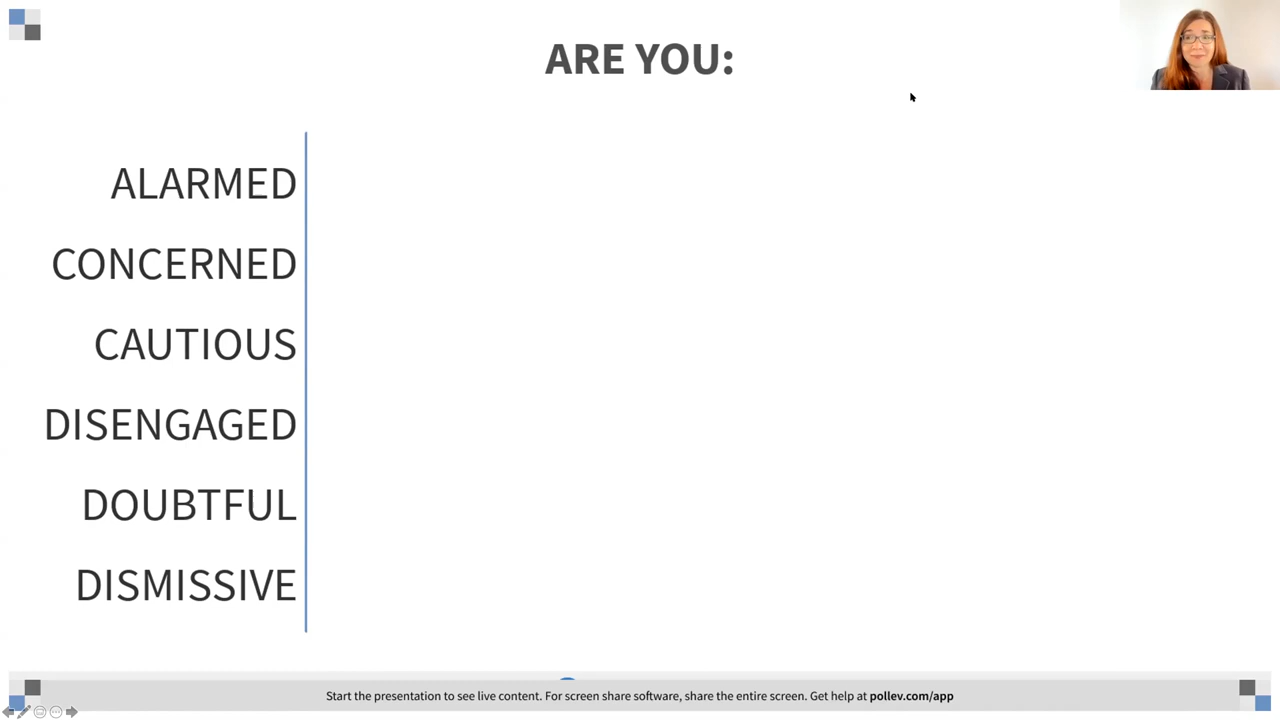 ARE YOU:
ALARMED
CONCERNED
CAUTIOUS
DISENGAGED
DOUBTFUL
DISMISSIVE
Start the presentation to see live content. For screen share software, share the entire screen. Get help at pollev.com/app